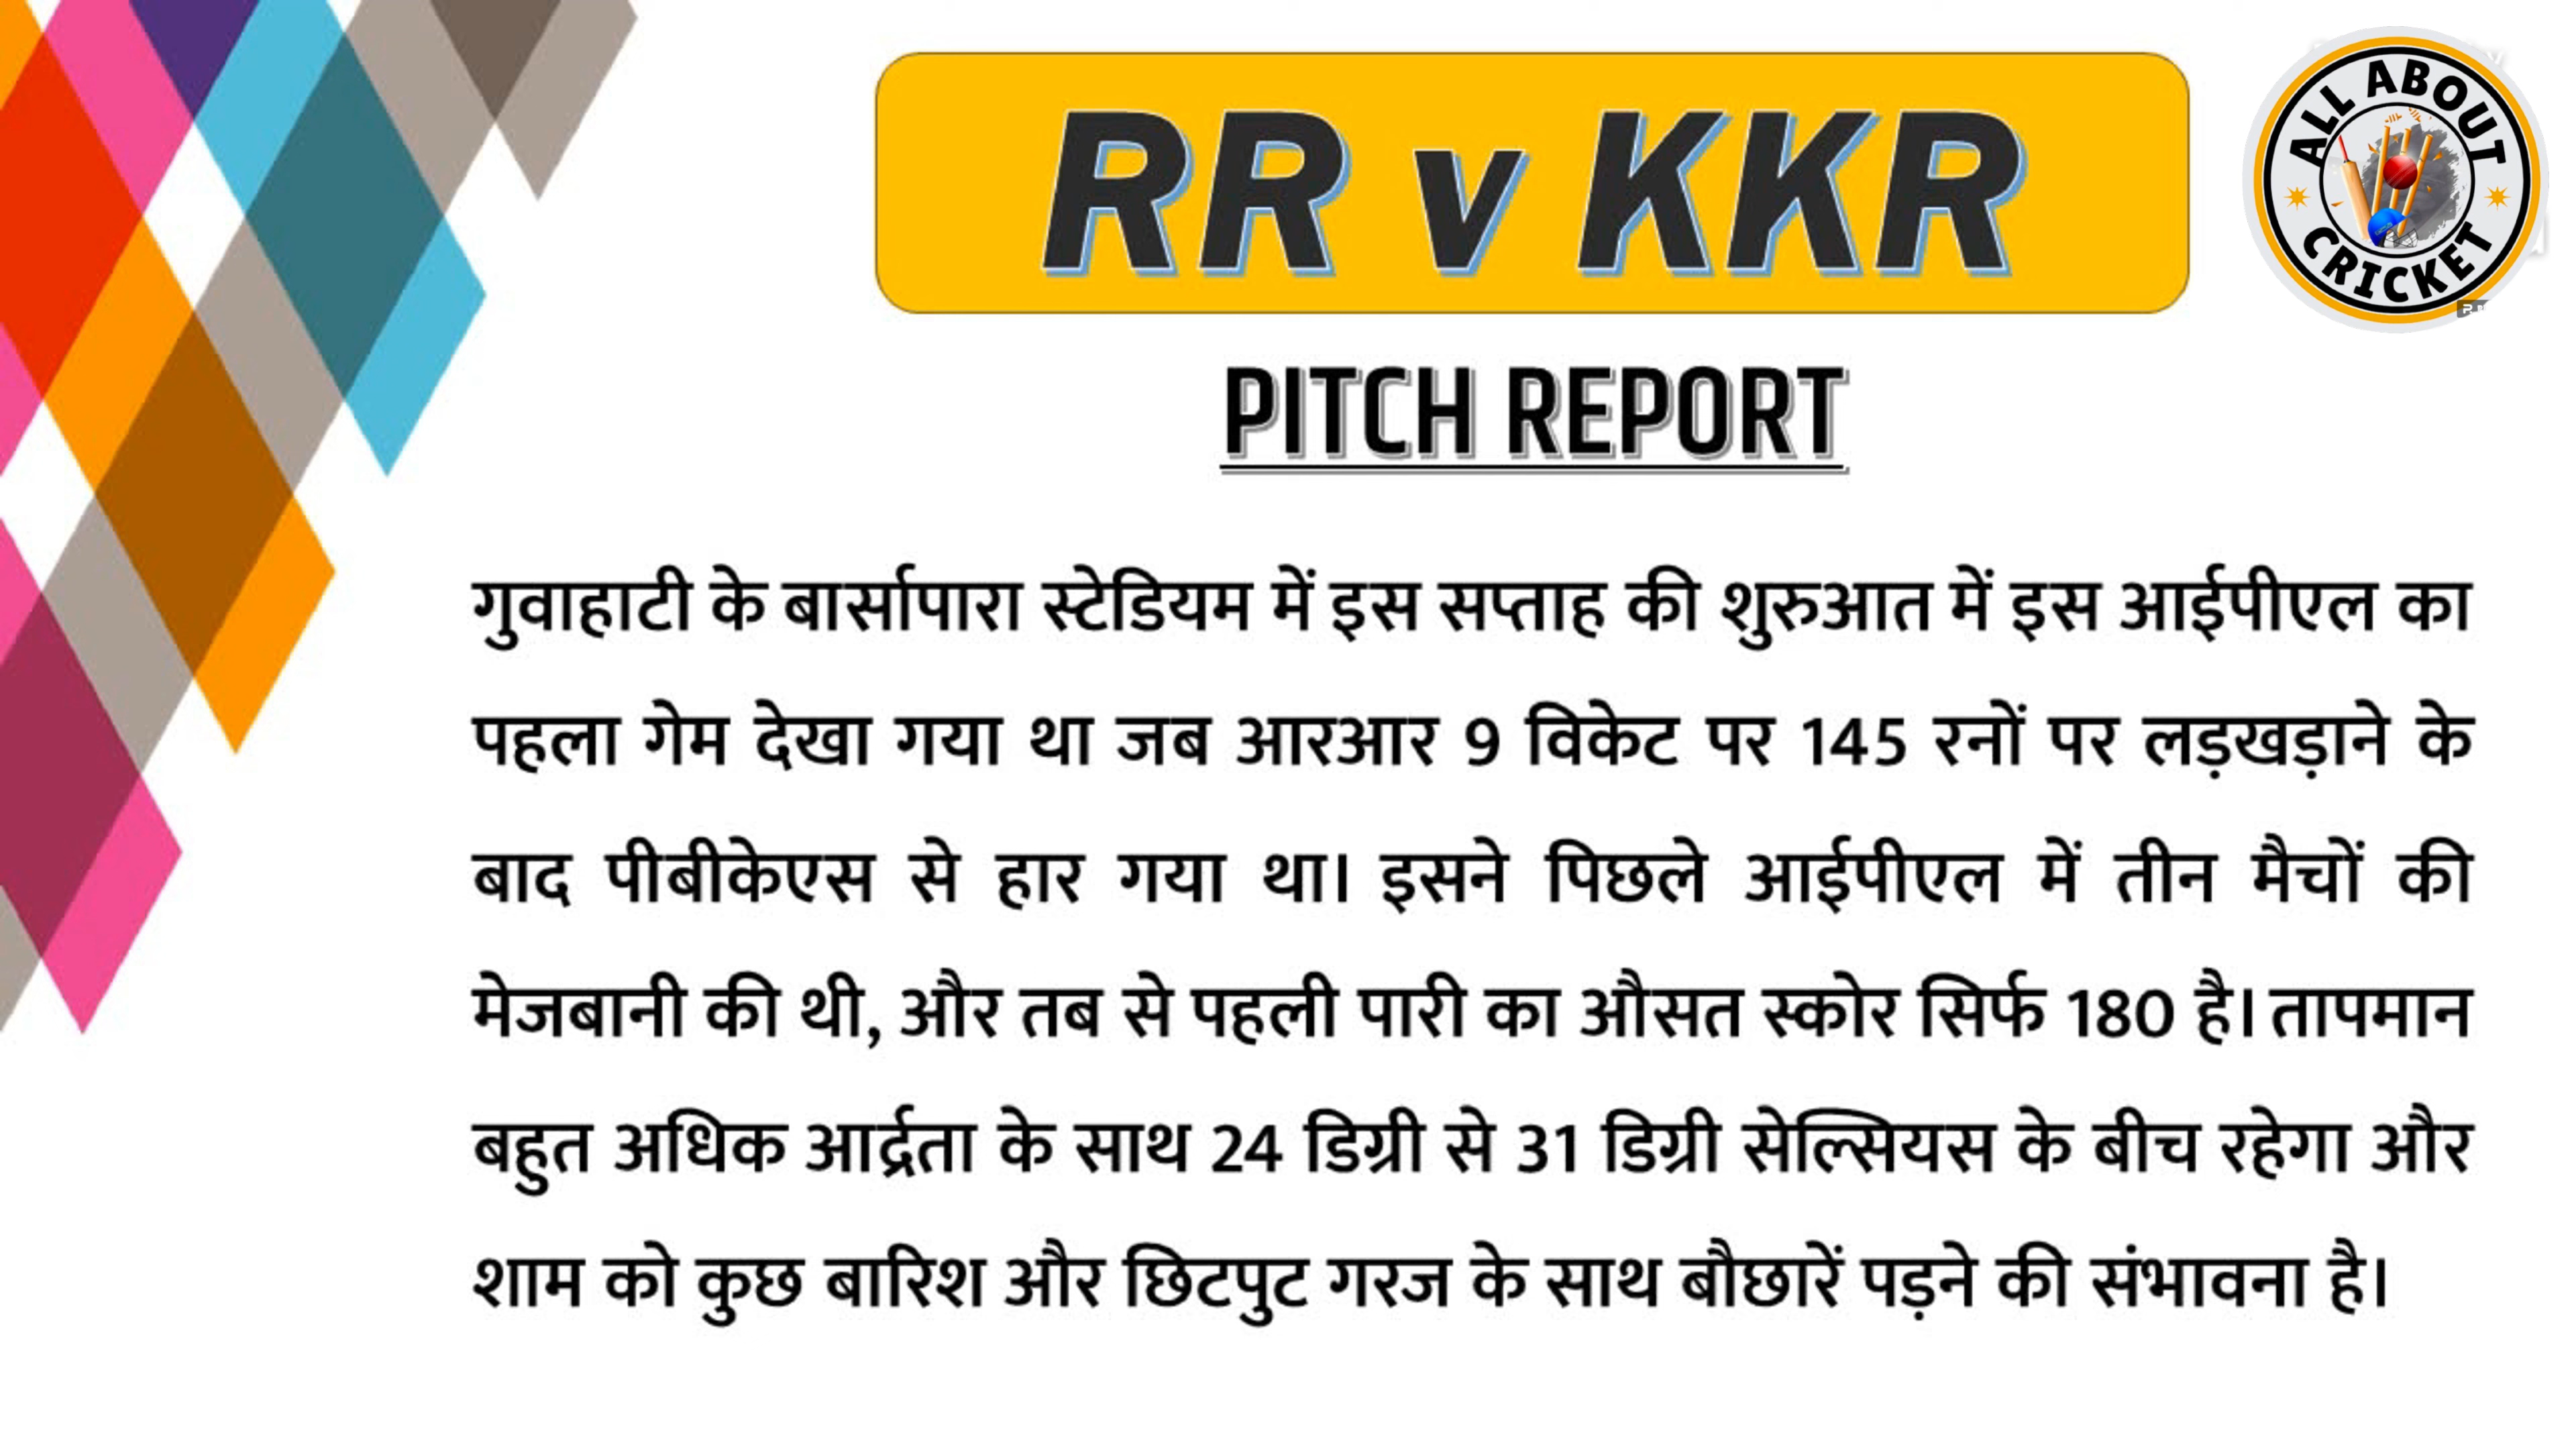 RR v KKR
ALL ABOUT
CRICKET
PITCH REPORT
गुवाहाटी के बार्सापारा स्टेडियम में इस सप्ताह की शुरुआत में इस आईपीएल का
पहला गेम देखा गया था जब आरआर 9 विकेट पर 145 रनों पर लड़खड़ाने के
बाद पीबीकेएस से हार गया था। इसने पिछले आईपीएल में तीन मैचों की
मेजबानी की थी, और तब से पहली पारी का औसत स्कोर सिर्फ 180 है। तापमान
बहुत अधिक आर्द्रता के साथ 24 डिग्री से 31 डिग्री सेल्सियस के बीच रहेगा और
शाम को कुछ बारिश और छिटपुट गरज के साथ बौछारें पड़ने की संभावना है।